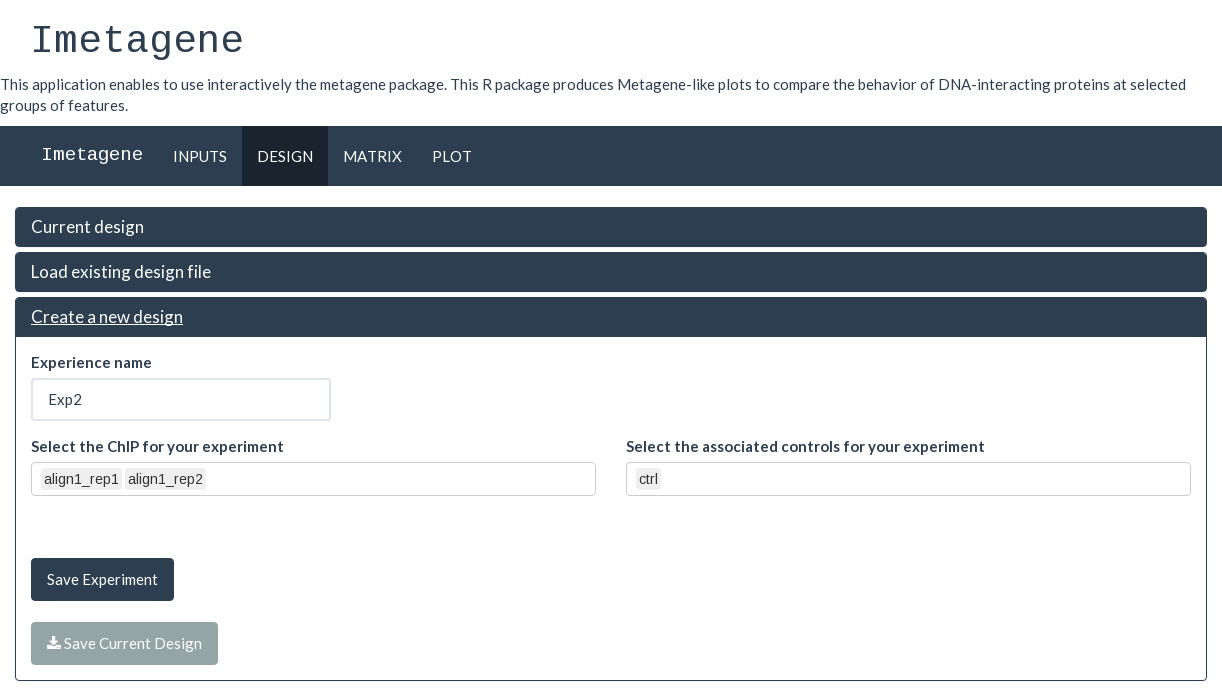 Imetagene
This application enables to use interactively the metagene package. This R package produces Metagene-like plots to compare the behavior of DNA-interacting proteins at selected
groups of features.
Imetagene INPUTS DESIGN MATRIX PLOT
Current design
Load existing design file
Create a new design
Experience name
Exp2
Select the ChIP for your experiment Select the associated controls for your experiment
align1_rep1 align1_rep2 ctrl
Save Experiment
Save Current Design